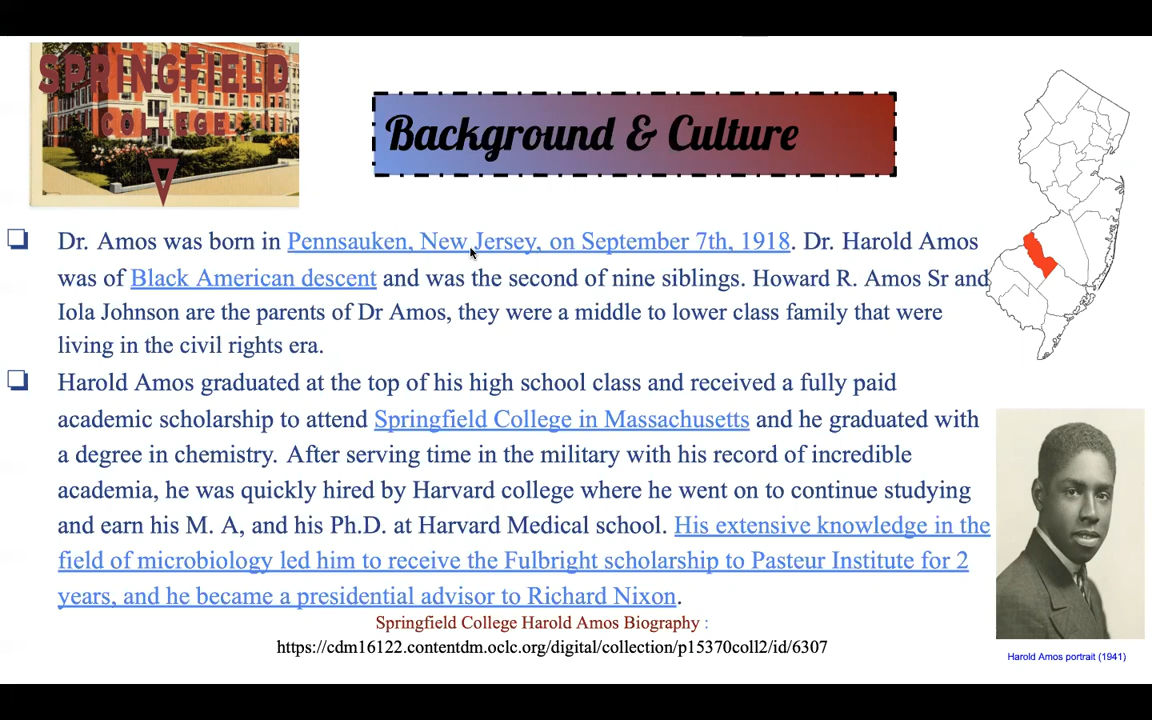 SPRINGFIELD
COLLEGE
Background & Culture
Dr. Amos was born in Pennsauken, New Jersey, on September 7th, 1918. Dr. Harold Amos
was of Black American descent and was the second of nine siblings. Howard R. Amos Sr and
Iola Johnson are the parents of Dr Amos, they were a middle to lower class family that were
living in the civil rights era.
Harold Amos graduated at the top of his high school class and received a fully paid
academic scholarship to attend Springfield College in Massachusetts and he graduated with
a degree in chemistry. After serving time in the military with his record of incredible
academia, he was quickly hired by Harvard college where he went on to continue studying
and earn his M. A, and his Ph.D. at Harvard Medical school. His extensive knowledge in the
field of microbiology led him to receive the Fulbright scholarship to Pasteur Institute for 2
years, and he became a presidential advisor to Richard Nixon.
Springfield College Harold Amos Biography :
https://cdm16122.contentdm.oclc.org/digital/collection/p15370coll2/id/6307
Harold Amos portrait (1941)